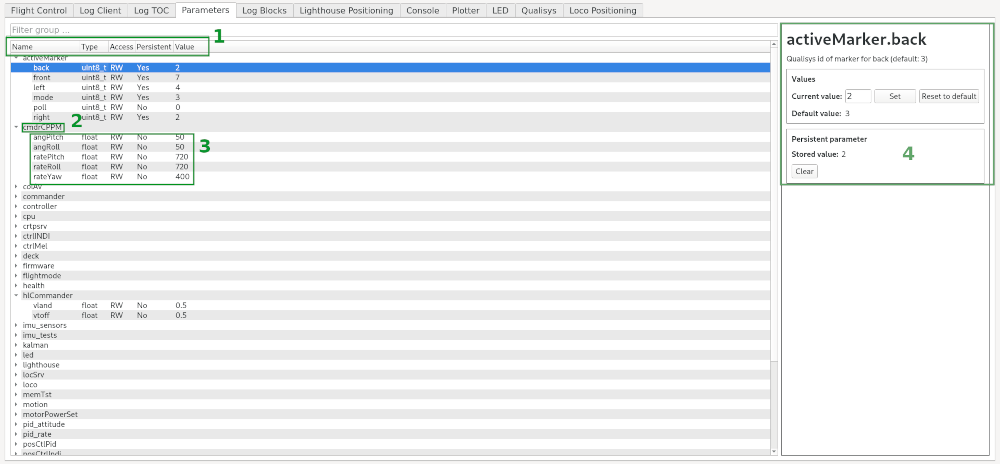 Flight Control Log Client Log TOC Parameters Log Blocks Lighthouse Positioning Console Plotter LED Qualisys Loco Positioning
Filter group ...
1
Name Type Access Persistent Value
activeMarker
back uint8_t RW Yes 2
front uint8_t RW Yes 7
left uint8_t RW Yes 4
mode uint8_t RW Yes 3
poll uint8_t RW No 0
right uint8_t RW Yes 2
2
cmdrCPPM
angPitch float RW No 50
angRoll float RW No 50
3
ratePitch float RW No 720
rateRoll float RW No 720
rateYaw float RW No 400
colAv
commander
controller
cpu
crtpsrv
ctrlINDI
ctrlMel
deck
firmware
flightmode
health
hlCommander
vland float RW No 0.5
vtoff float RW No 0.5
imu_sensors
imu_tests
kalman
led
lighthouse
locSrv
loco
memTst
motion
motorPowerSet
pid_attitude
pid_rate
posCtlPid
posCtrlIndi
activeMarker.back
Qualisys id of marker for back (default: 3)
Values
Current value: 2 Set Reset to default
Default value: 3
Persistent parameter
Stored value: 2
4
Clear